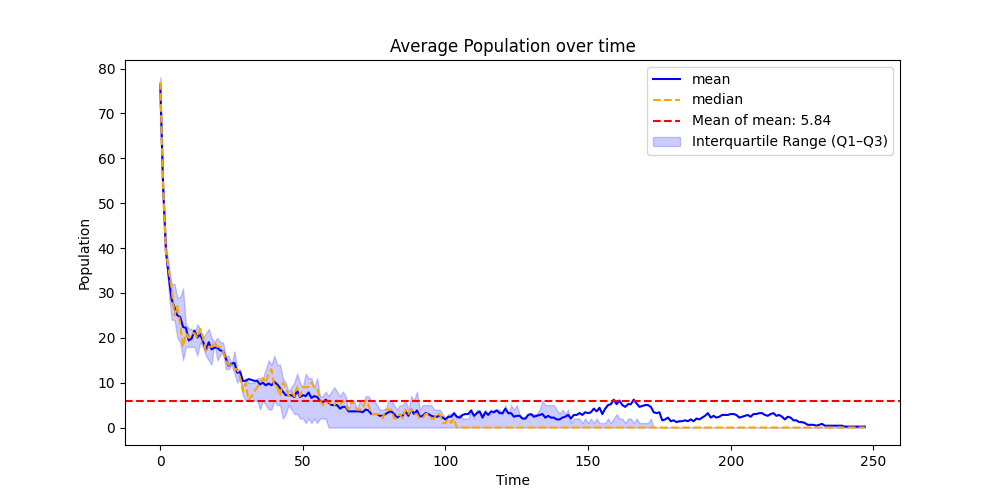 Average Population over time
80
70
60
50
40
30
20
10
0
Population
0 50 100 150 200 250
Time
mean
median
Mean of mean: 5.84
Interquartile Range (Q1–Q3)